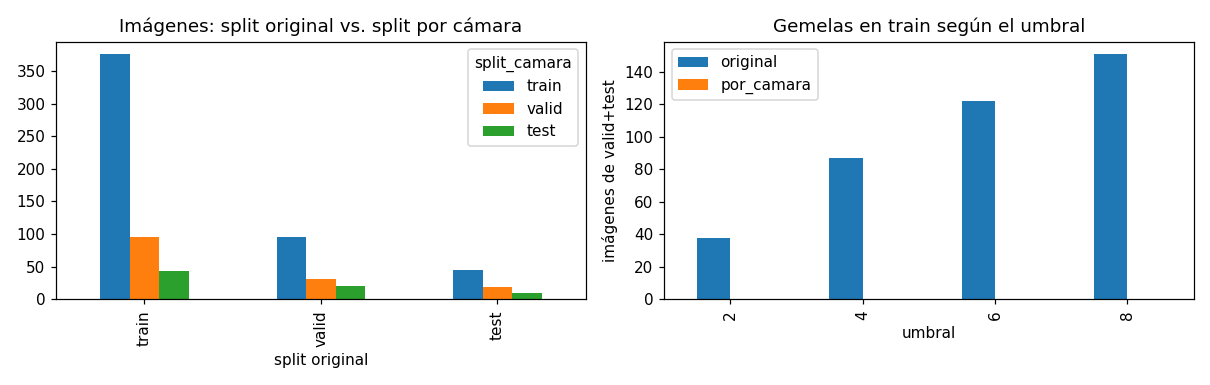 Imágenes: split original vs. split por cámara
split_camara
train
valid
test
350
300
250
200
150
100
50
0
train
valid
test
split original
Gemelas en train según el umbral
original
por_camara
imágenes de valid+test
140
120
100
80
60
40
20
0
2
4
6
8
umbral